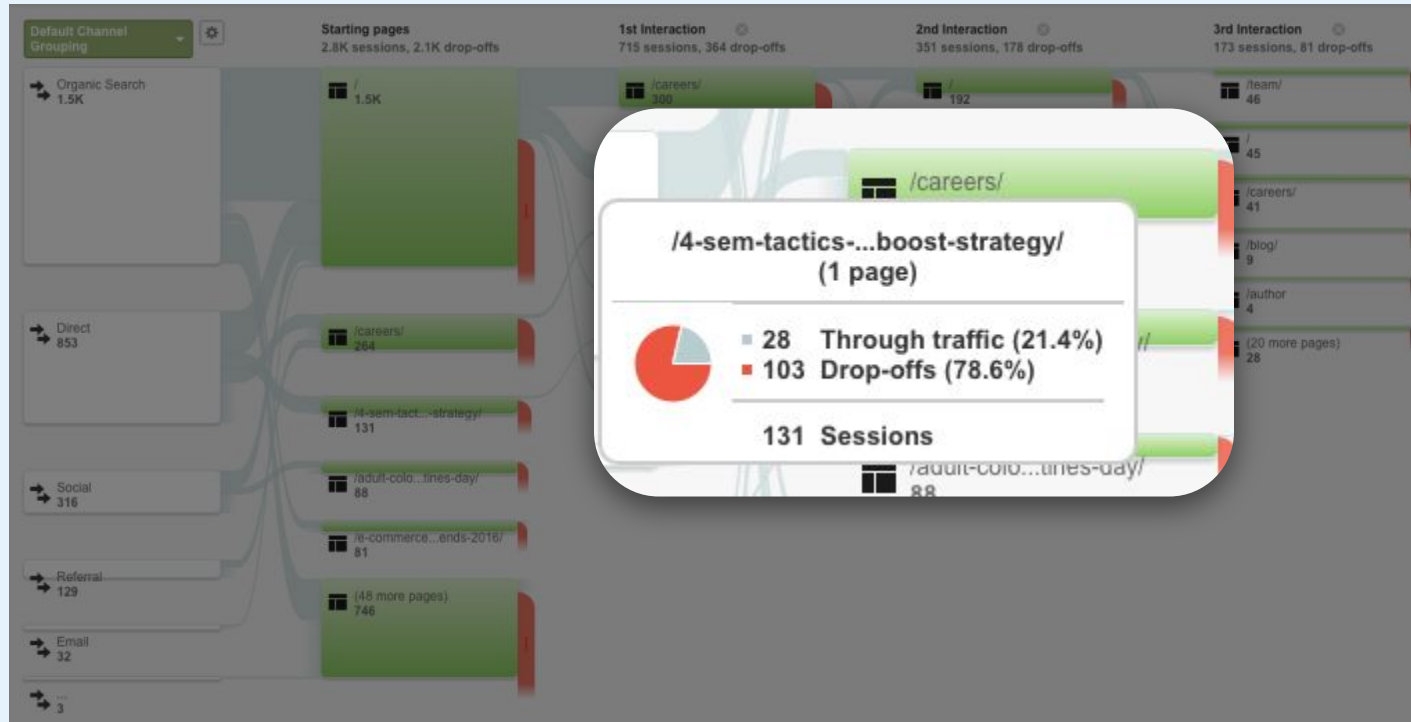 Default Channel
Grouping
Starting pages
2.8K sessions, 2.1K drop-offs
1st Interaction
715 sessions, 364 drop-offs
2nd Interaction
351 sessions, 178 drop-offs
3rd Interaction
173 sessions, 81 drop-offs
Organic Search
1.5K
Direct
853
Social
316
Referral
129
Email
32
...
3
/
1.5K
/careers/
264
/4-sem-tact...-strategy/
131
/adult-colo...tines-day/
88
/e-commerce...ends-2016/
81
(48 more pages)
746
/careers/
300
/
192
/team/
46
/
45
/careers/
41
/blog/
9
/author
4
(20 more pages)
28
/careers/
/4-sem-tactics-...boost-strategy/
(1 page)
28 Through traffic (21.4%)
103 Drop-offs (78.6%)
131 Sessions
/adult-colo...tines-day/
88